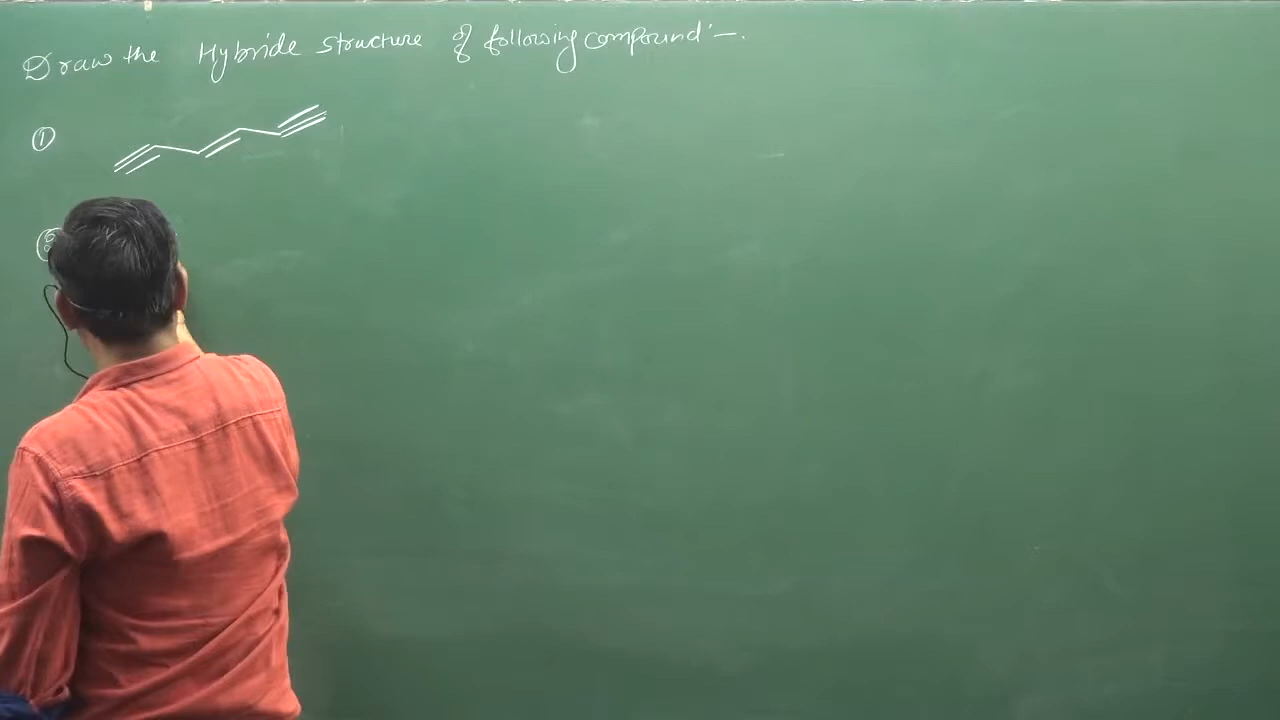 Draw the Hybride structure of following compound :-.
①